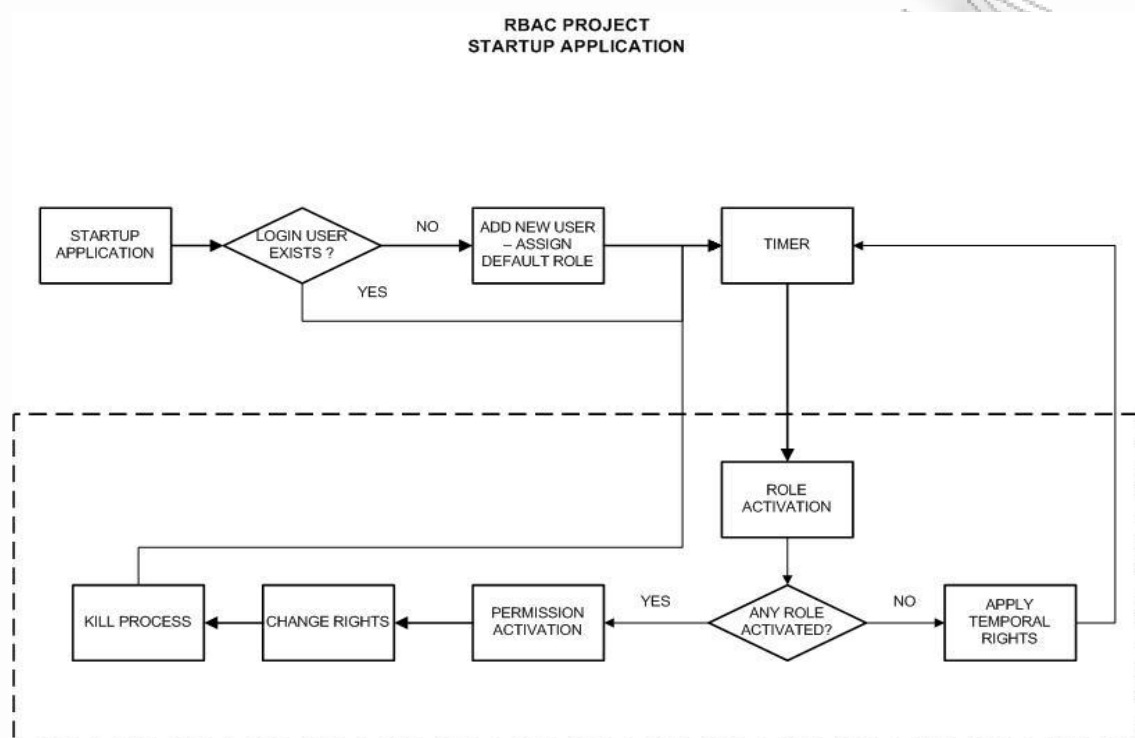 RBAC PROJECT
STARTUP APPLICATION
STARTUP
APPLICATION
LOGIN USER
EXISTS ?
NO
YES
ADD NEW USER
– ASSIGN
DEFAULT ROLE
TIMER
ROLE
ACTIVATION
KILL PROCESS
CHANGE RIGHTS
PERMISSION
ACTIVATION
YES
ANY ROLE
ACTIVATED?
NO
APPLY
TEMPORAL
RIGHTS